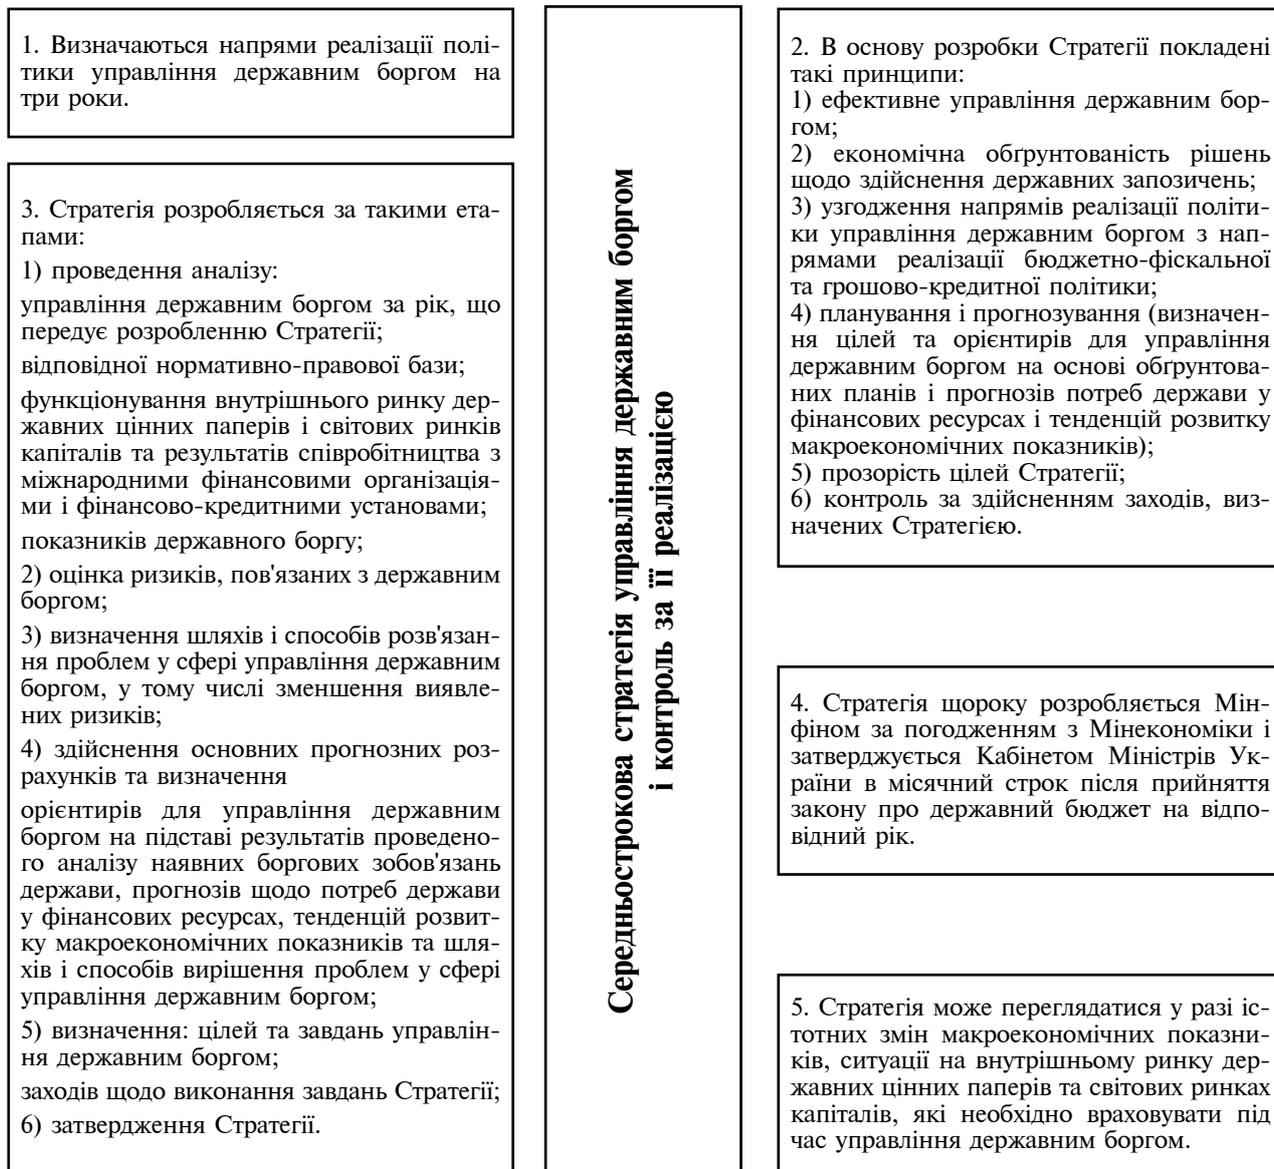 1. Визначаються напрями реалізації полі-
тики управління державним боргом на
три роки.
3. Стратегія розробляється за такими ета-
пами:
1) проведення аналізу:
управління державним боргом за рік, що
передує розробленню Стратегії;
відповідної нормативно-правової бази;
функціонування внутрішнього ринку дер-
жавних цінних паперів і світових ринків
капіталів та результатів співробітництва з
міжнародними фінансовими організація-
ми і фінансово-кредитними установами;
показників державного боргу;
2) оцінка ризиків, пов'язаних з державним
боргом;
3) визначення шляхів і способів розв'язан-
ня проблем у сфері управління державним
боргом, у тому числі зменшення виявле-
них ризиків;
4) здійснення основних прогнозних роз-
рахунків та визначення
орієнтирів для управління державним
боргом на підставі результатів проведено-
го аналізу наявних боргових зобов'язань
держави, прогнозів щодо потреб держави
у фінансових ресурсах, тенденцій розвит-
ку макроекономічних показників та шля-
хів і способів вирішення проблем у сфері
управління державним боргом;
5) визначення: цілей та завдань управлін-
ня державним боргом;
заходів щодо виконання завдань Стратегії;
6) затвердження Стратегії.
Середньострокова стратегія управління державним боргом
і контроль за її реалізацією
2. В основу розробки Стратегії покладені
такі принципи:
1) ефективне управління державним бор-
гом;
2) економічна обґрунтованість рішень
щодо здійснення державних запозичень;
3) узгодження напрямів реалізації політи-
ки управління державним боргом з нап-
рямами реалізації бюджетно-фіскальної
та грошово-кредитної політики;
4) планування і прогнозування (визначен-
ня цілей та орієнтирів для управління
державним боргом на основі обґрунтова-
них планів і прогнозів потреб держави у
фінансових ресурсах і тенденцій розвитку
макроекономічних показників);
5) прозорість цілей Стратегії;
6) контроль за здійсненням заходів, виз-
начених Стратегією.
4. Стратегія щороку розробляється Мін-
фіном за погодженням з Мінекономіки і
затверджується Кабінетом Міністрів Ук-
раїни в місячний строк після прийняття
закону про державний бюджет на відпо-
відний рік.
5. Стратегія може переглядатися у разі іс-
тотних змін макроекономічних показни-
ків, ситуації на внутрішньому ринку дер-
жавних цінних паперів та світових ринках
капіталів, які необхідно враховувати під
час управління державним боргом.